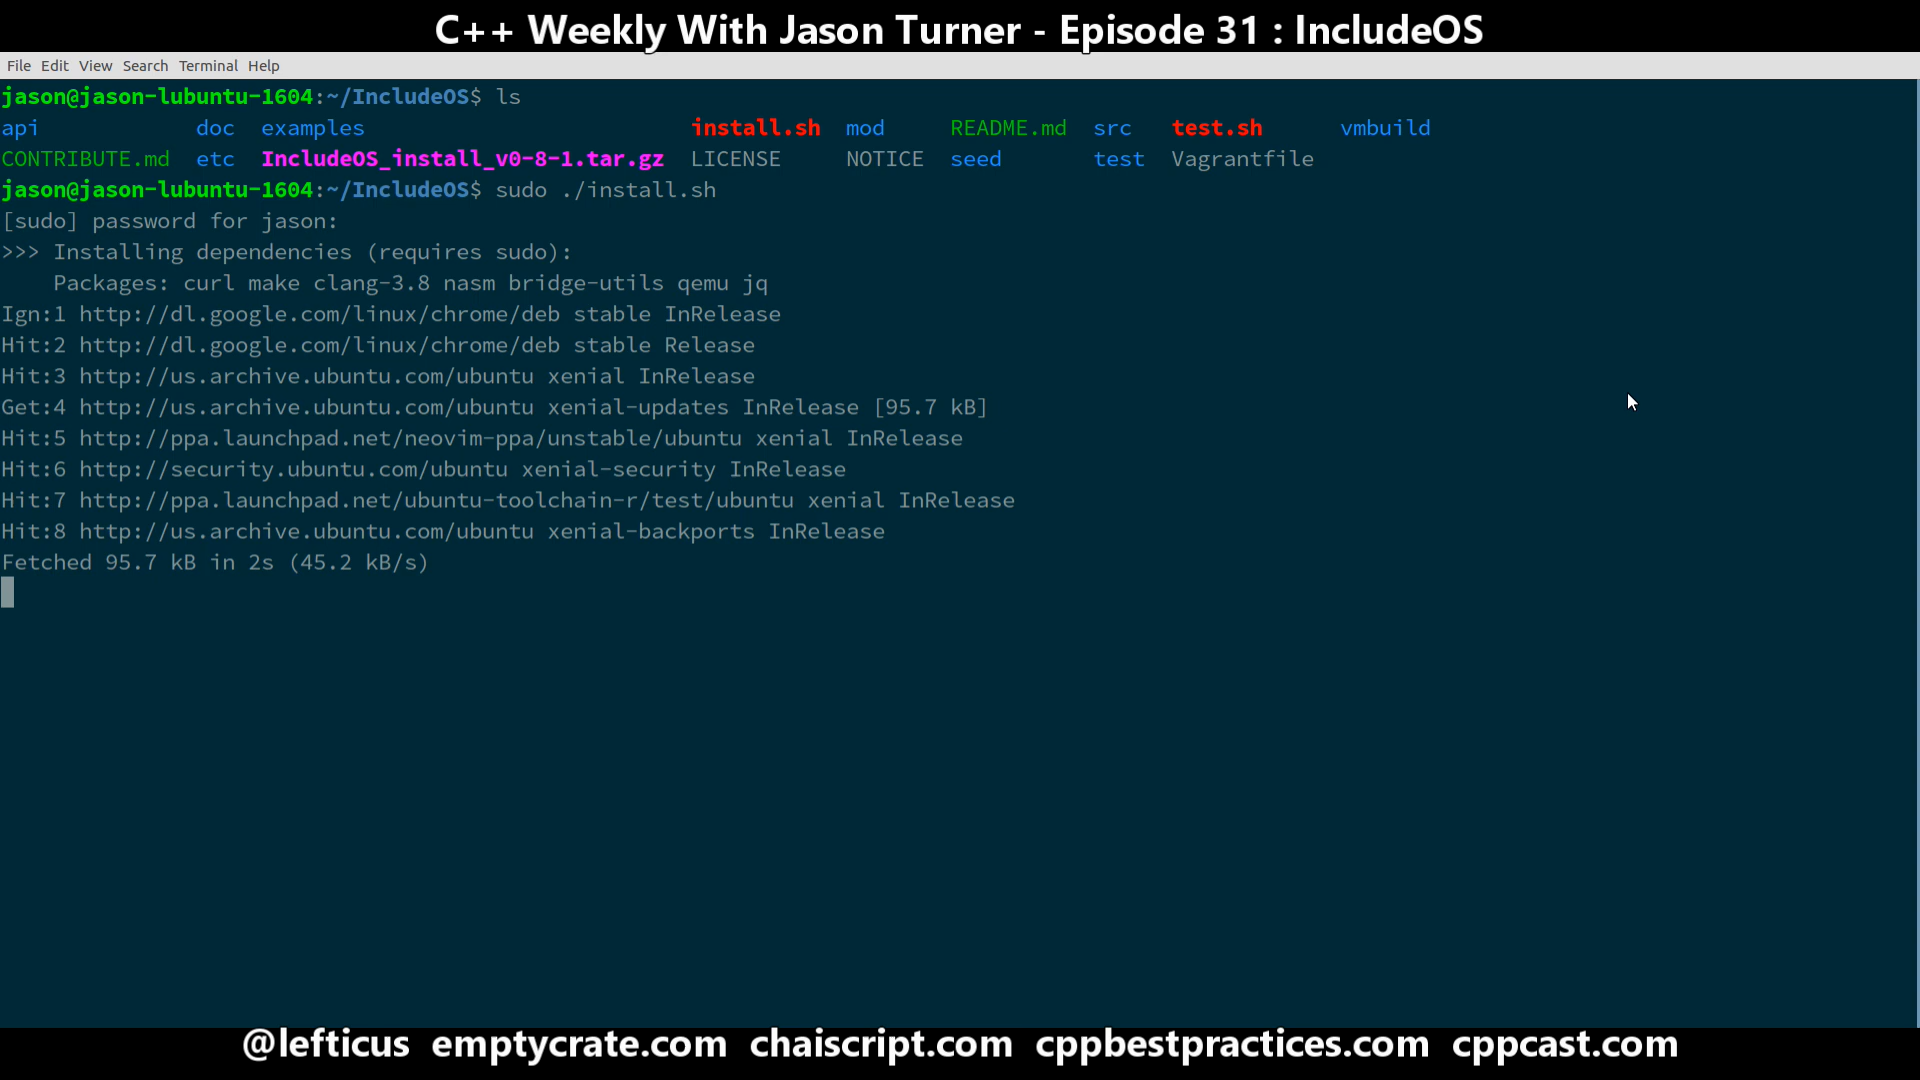 C++ Weekly With Jason Turner - Episode 31 : IncludeOS
File Edit View Search Terminal Help
jason@jason-lubuntu-1604:~/IncludeOS$ ls
api doc examples install.sh mod README.md src test.sh vmbuild
CONTRIBUTE.md etc IncludeOS_install_v0-8-1.tar.gz LICENSE NOTICE seed test Vagrantfile
jason@jason-lubuntu-1604:~/IncludeOS$ sudo ./install.sh
[sudo] password for jason:
>>> Installing dependencies (requires sudo):
Packages: curl make clang-3.8 nasm bridge-utils qemu jq
Ign:1 http://dl.google.com/linux/chrome/deb stable InRelease
Hit:2 http://dl.google.com/linux/chrome/deb stable Release
Hit:3 http://us.archive.ubuntu.com/ubuntu xenial InRelease
Get:4 http://us.archive.ubuntu.com/ubuntu xenial-updates InRelease [95.7 kB]
Hit:5 http://ppa.launchpad.net/neovim-ppa/unstable/ubuntu xenial InRelease
Hit:6 http://security.ubuntu.com/ubuntu xenial-security InRelease
Hit:7 http://ppa.launchpad.net/ubuntu-toolchain-r/test/ubuntu xenial InRelease
Hit:8 http://us.archive.ubuntu.com/ubuntu xenial-backports InRelease
Fetched 95.7 kB in 2s (45.2 kB/s)
@lefticus emptycrate.com chaiscript.com cppbestpractices.com cppcast.com